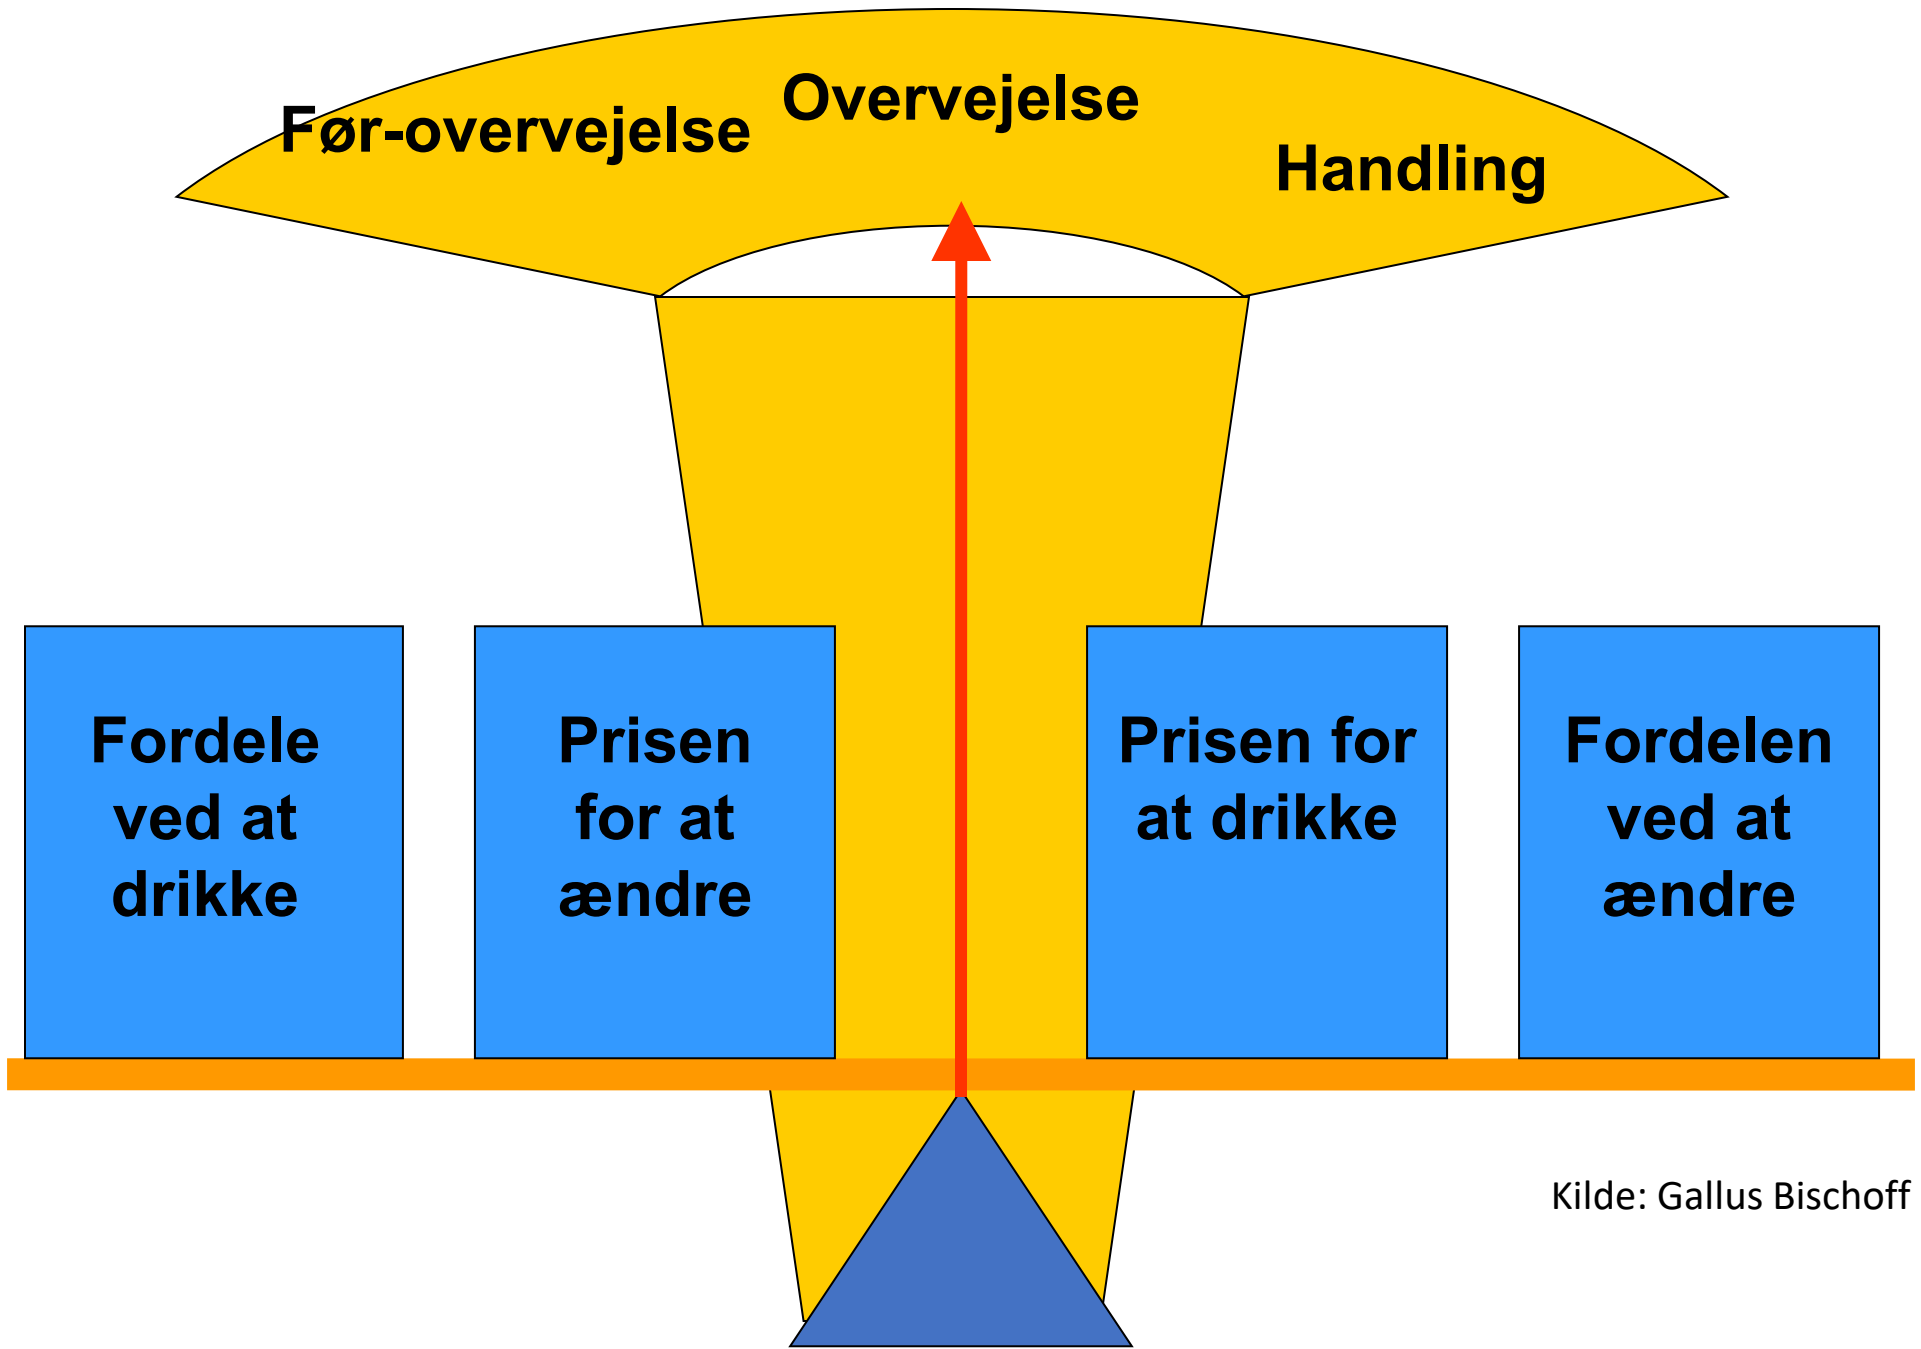 Før-overvejelse
Overvejelse
Handling
Fordele
ved at
drikke
Prisen
for at
ændre
Prisen for
at drikke
Fordelen
ved at
ændre
Kilde: Gallus Bischoff